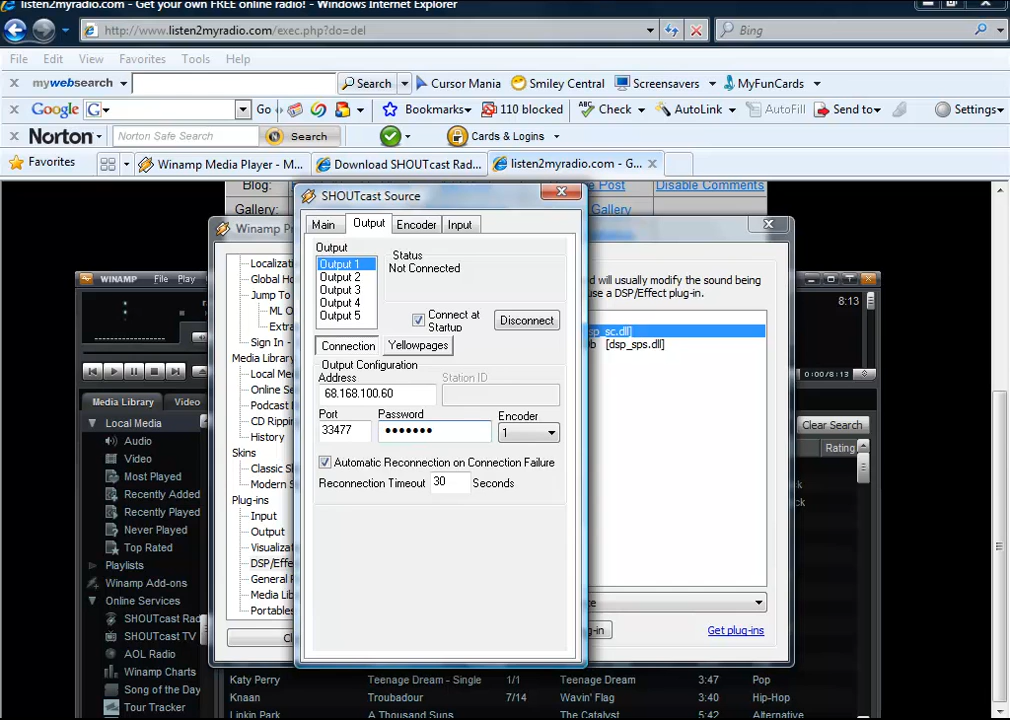 listen2myradio.com - Get your own FREE online radio! - Windows Internet Explorer
http://www.listen2myradio.com/exec.php?do=del
Bing
File Edit View Favorites Tools Help
mywebsearch Search Cursor Mania Smiley Central Screensavers MyFunCards
Google G Go Bookmarks 110 blocked Check AutoLink AutoFill Send to Settings
Norton Norton Safe Search Search Cards & Logins
Favorites Winamp Media Player - M... Download SHOUTcast Rad... listen2myradio.com - G...
Blog: Post Disable Comments
Gallery: Gallery
SHOUTcast Source
Winamp Pr
Main Output Encoder Input
Output
Output 1
Output 2
Output 3
Output 4
Output 5
Status
Not Connected
Connect at Startup
Disconnect
Connection Yellowpages
Output Configuration
Address Station ID
68.168.100.60
Port Password Encoder
33477 ●●●●●●● 1
Automatic Reconnection on Connection Failure
Reconnection Timeout 30 Seconds
Localizati
Global Ho
Jump To
ML O
Extra
Sign In -
Media Library
Local Med
Online Se
Podcast
CD Rippin
History
Skins
Classic S
Modern S
Plug-ins
Input
Output
Visualizat
DSP/Effe
General P
Media Lib
Portables
Cl
d will usually modify the sound being
use a DSP/Effect plug-in.
sp_sc.dll]
[dsp_sps.dll]
Get plug-ins
WINAMP File Play
8:13
0:00/8:13
Media Library Video
Clear Search
Rating
Local Media
Audio
Video
Most Played
Recently Added
Recently Played
Never Played
Top Rated
Playlists
Winamp Add-ons
Online Services
SHOUTcast Rad
SHOUTcast TV
AOL Radio
Winamp Charts
Song of the Day
Tour Tracker
Katy Perry Teenage Dream - Single 1/1 Teenage Dream 3:47 Pop
Knaan Troubadour 7/14 Wavin' Flag 3:40 Hip-Hop
Linkin Park A Thousand Suns The Catalyst 5:42 Alternative